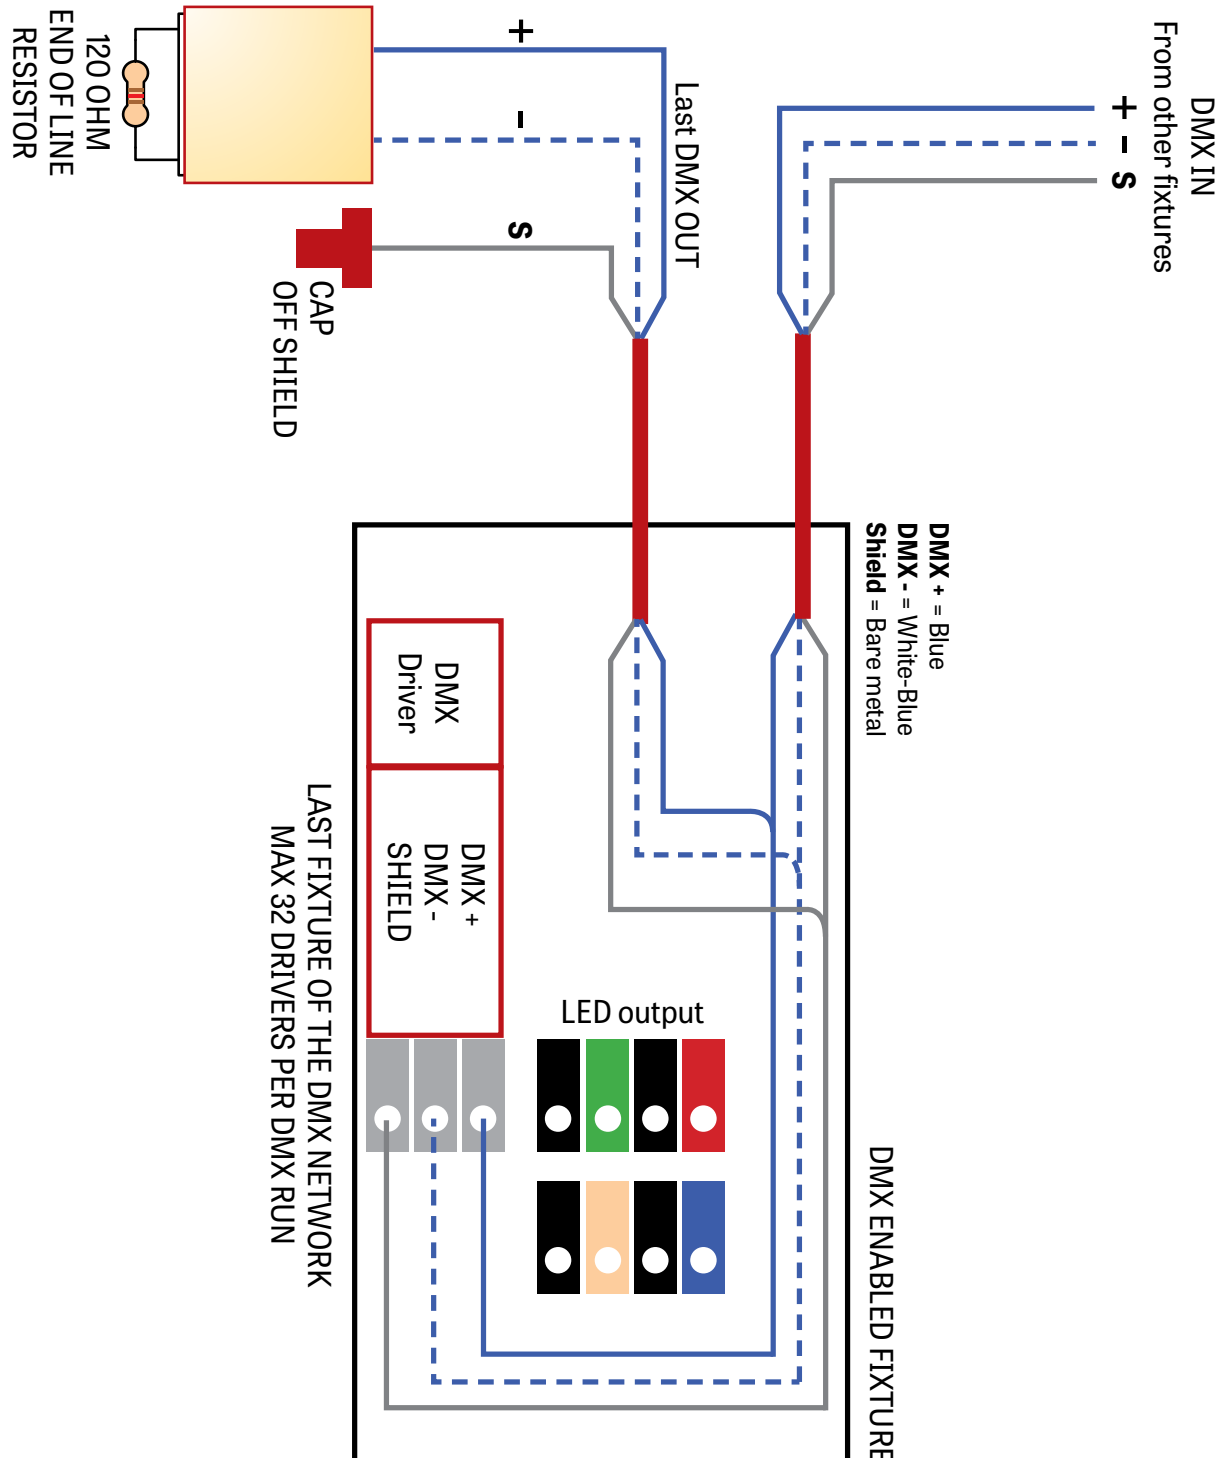 DMX IN
From other fixtures
+
-
S
Last DMX OUT
+
-
S
120 OHM
END OF LINE
RESISTOR
CAP
OFF SHIELD
DMX + = Blue
DMX - = White-Blue
Shield = Bare metal
DMX
Driver
DMX +
DMX -
SHIELD
LED output
DMX ENABLED FIXTURE
LAST FIXTURE OF THE DMX NETWORK
MAX 32 DRIVERS PER DMX RUN